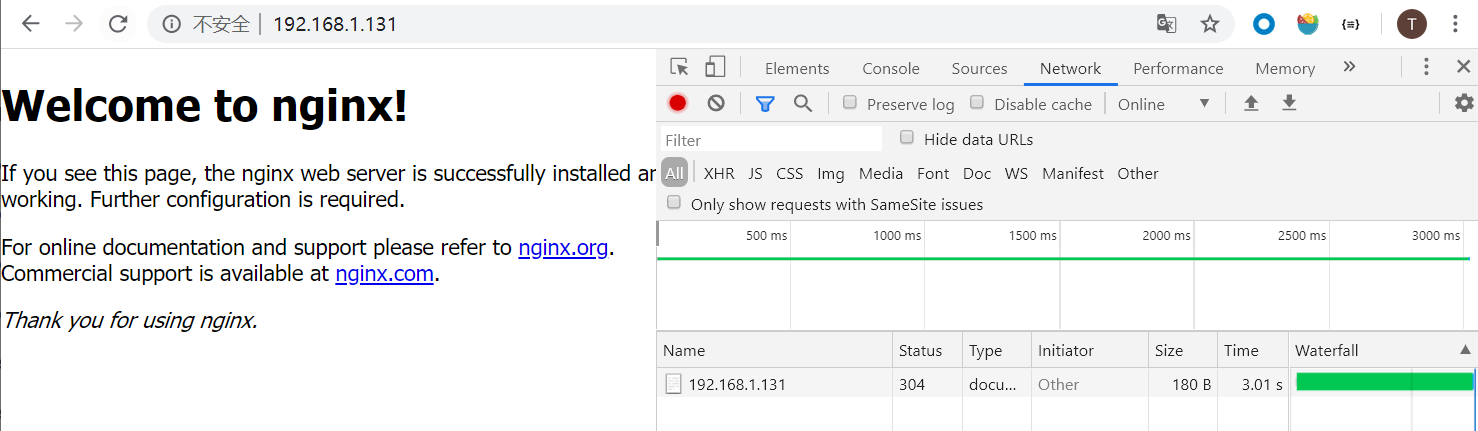 不安全 | 192.168.1.131
T
Welcome to nginx!
If you see this page, the nginx web server is successfully installed an
working. Further configuration is required.
For online documentation and support please refer to nginx.org.
Commercial support is available at nginx.com.
Thank you for using nginx.
Elements Console Sources Network Performance Memory »
Preserve log Disable cache Online
Filter Hide data URLs
All XHR JS CSS Img Media Font Doc WS Manifest Other
Only show requests with SameSite issues
500 ms 1000 ms 1500 ms 2000 ms 2500 ms 3000 ms
Name Status Type Initiator Size Time Waterfall
192.168.1.131 304 docu... Other 180 B 3.01 s